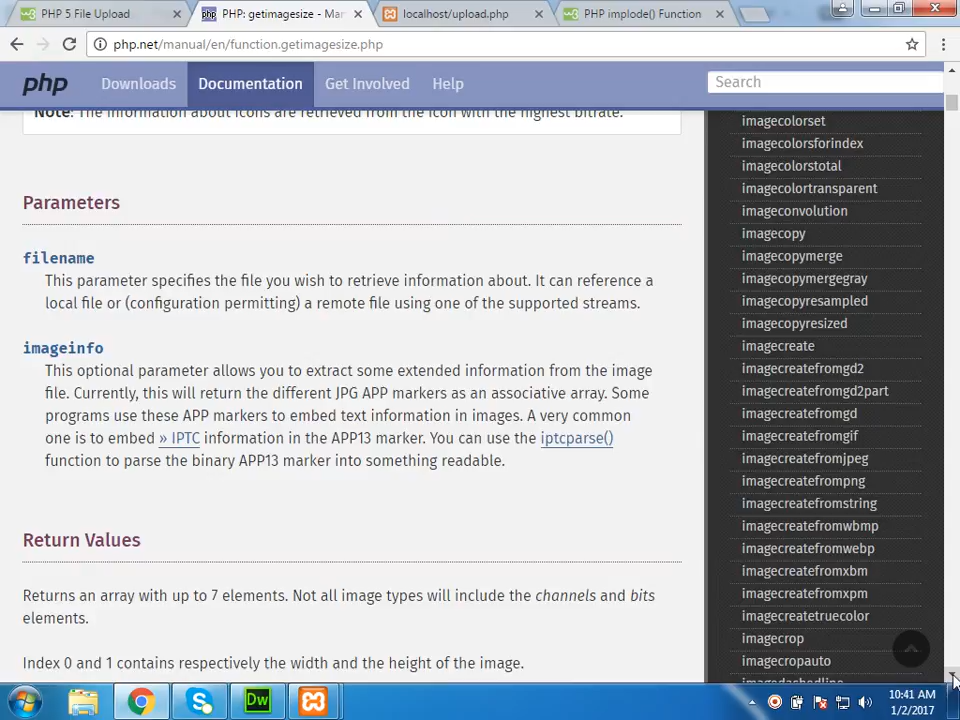 PHP 5 File Upload
PHP: getimagesize - Man
localhost/upload.php
PHP implode() Function
php.net/manual/en/function.getimagesize.php
php
Downloads
Documentation
Get Involved
Help
Search
Note: The information about icons are retrieved from the icon with the highest bitrate.
Parameters
filename
This parameter specifies the file you wish to retrieve information about. It can reference a
local file or (configuration permitting) a remote file using one of the supported streams.
imageinfo
This optional parameter allows you to extract some extended information from the image
file. Currently, this will return the different JPG APP markers as an associative array. Some
programs use these APP markers to embed text information in images. A very common
one is to embed » IPTC information in the APP13 marker. You can use the iptcparse()
function to parse the binary APP13 marker into something readable.
Return Values
Returns an array with up to 7 elements. Not all image types will include the channels and bits
elements.
Index 0 and 1 contains respectively the width and the height of the image.
imagecolorset
imagecolorsforindex
imagecolorstotal
imagecolortransparent
imageconvolution
imagecopy
imagecopymerge
imagecopymergegray
imagecopyresampled
imagecopyresized
imagecreate
imagecreatefromgd2
imagecreatefromgd2part
imagecreatefromgd
imagecreatefromgif
imagecreatefromjpeg
imagecreatefrompng
imagecreatefromstring
imagecreatefromwbmp
imagecreatefromwebp
imagecreatefromxbm
imagecreatefromxpm
imagecreatetruecolor
imagecrop
imagecropauto
imagedashedline
Dw
10:41 AM
1/2/2017